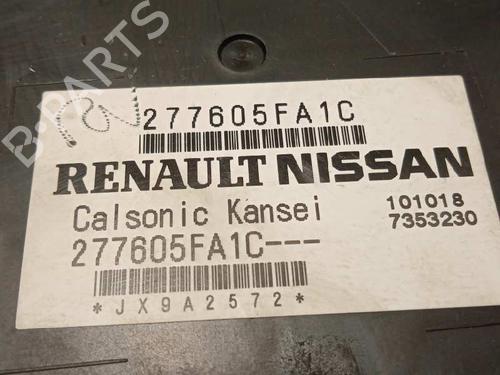 277605FA1C
RENAULT NISSAN
Calsonic Kansei 101018
277605FA1C--- 7353230
*JX9A2572*
B-PARTS